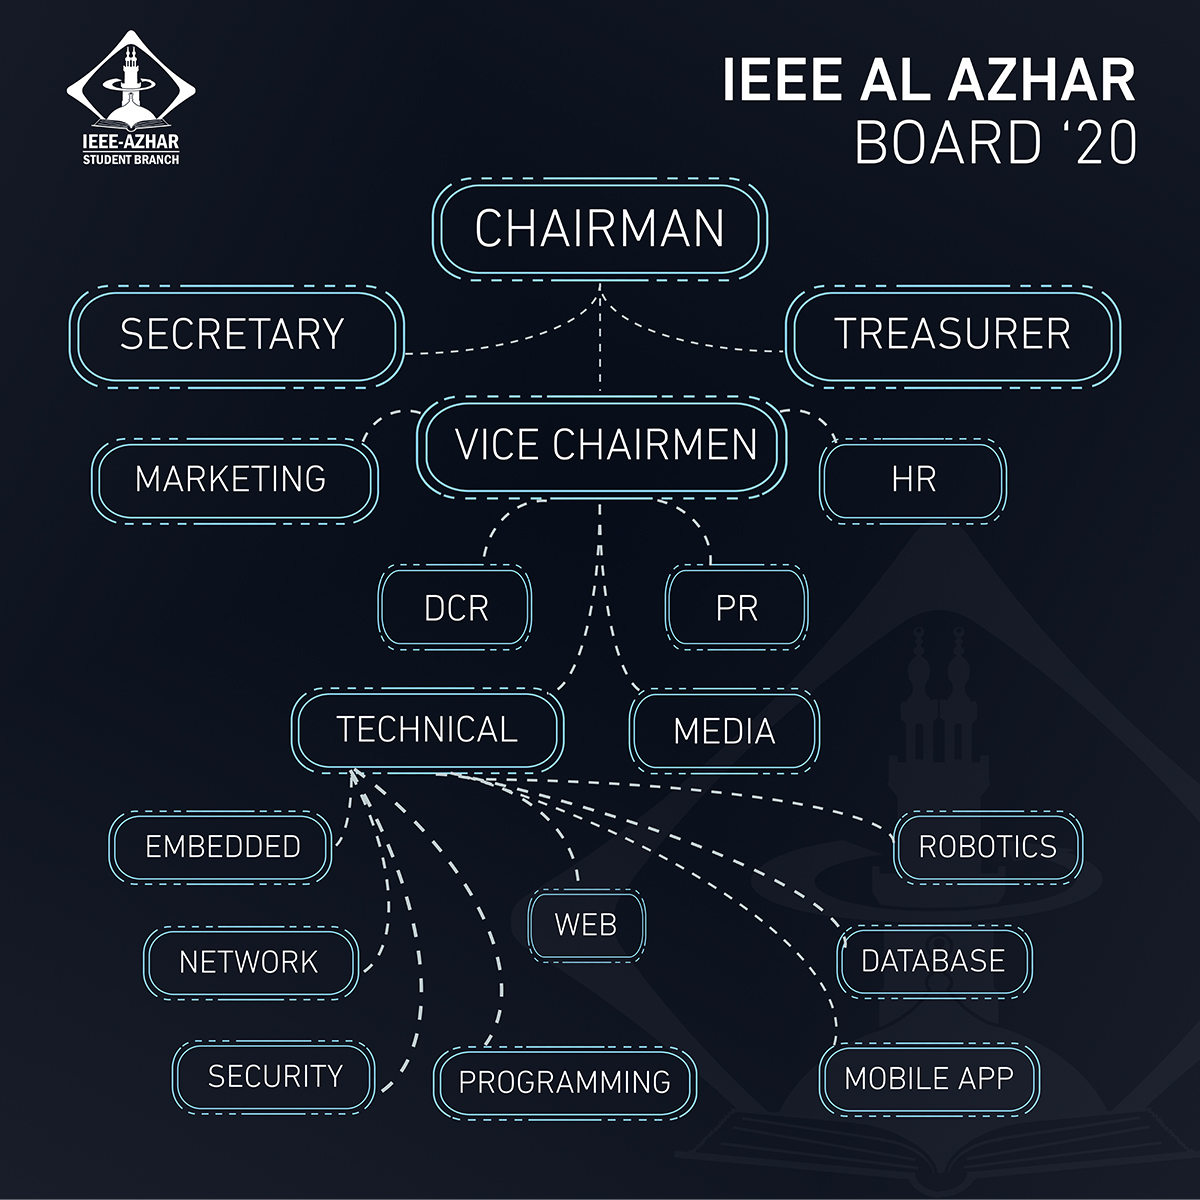 IEEE-AZHAR
STUDENT BRANCH
IEEE AL AZHAR
BOARD ‘20
CHAIRMAN
SECRETARY
TREASURER
VICE CHAIRMEN
MARKETING
HR
DCR
PR
TECHNICAL
MEDIA
EMBEDDED
ROBOTICS
WEB
NETWORK
DATABASE
SECURITY
PROGRAMMING
MOBILE APP